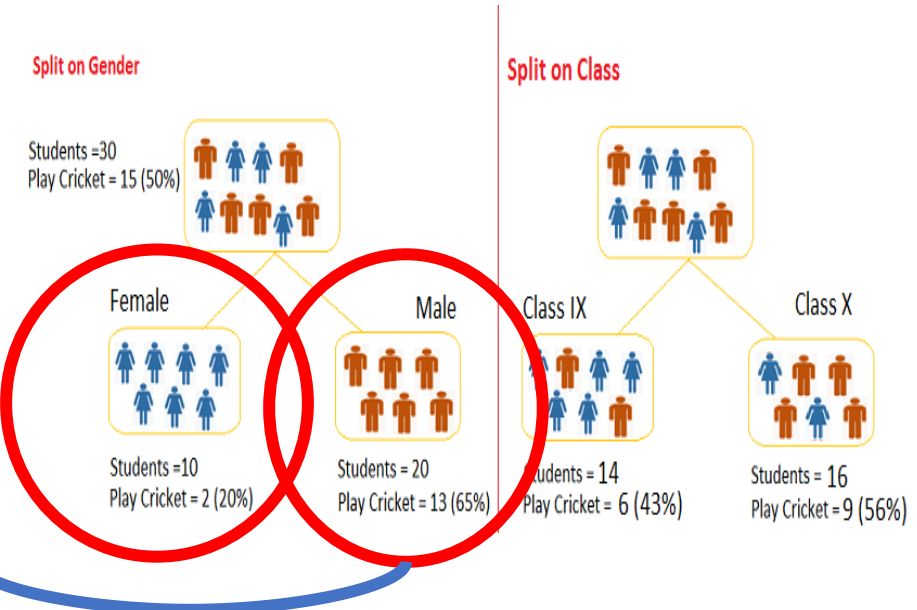 Split on Gender
Students =30
Play Cricket = 15 (50%)
Female
Male
Students =10
Play Cricket = 2 (20%)
Students = 20
Play Cricket = 13 (65%)
Split on Class
Class IX
Class X
= 14
Play Cricket = 6 (43%)
Students = 16
Play Cricket = 9 (56%)